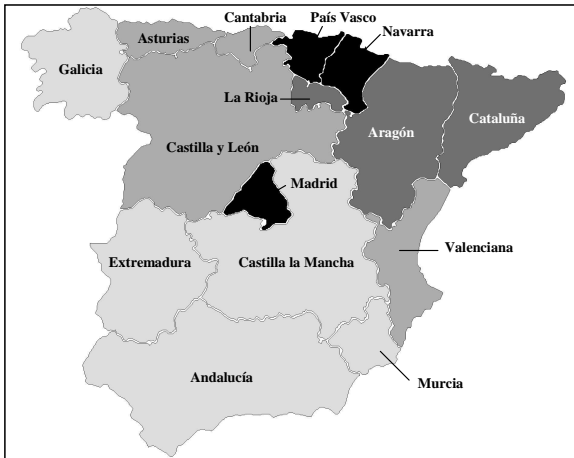 Cantabria
País Vasco
Navarra
Asturias
Galicia
La Rioja
Cataluña
Aragón
Castilla y León
Madrid
Valenciana
Extremadura
Castilla la Mancha
Andalucía
Murcia